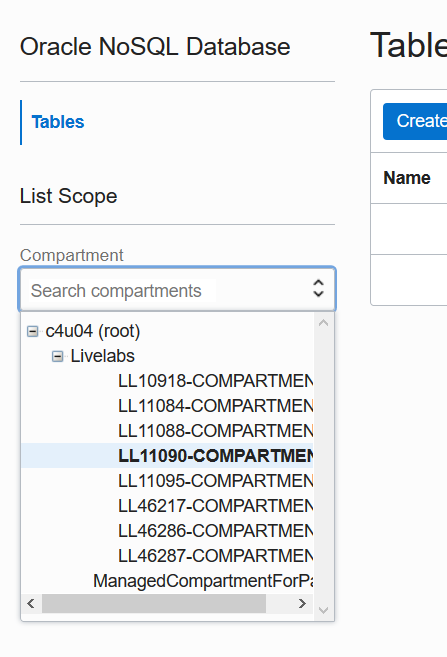 Oracle NoSQL Database
Table
Tables
Create
List Scope
Name
Compartment
Search compartments
c4u04 (root)
Livelabs
LL10918-COMPARTMEN
LL11084-COMPARTMEN
LL11088-COMPARTMEN
LL11090-COMPARTMEN
LL11095-COMPARTMEN
LL46217-COMPARTMEN
LL46286-COMPARTMEN
LL46287-COMPARTMEN
ManagedCompartmentForPa